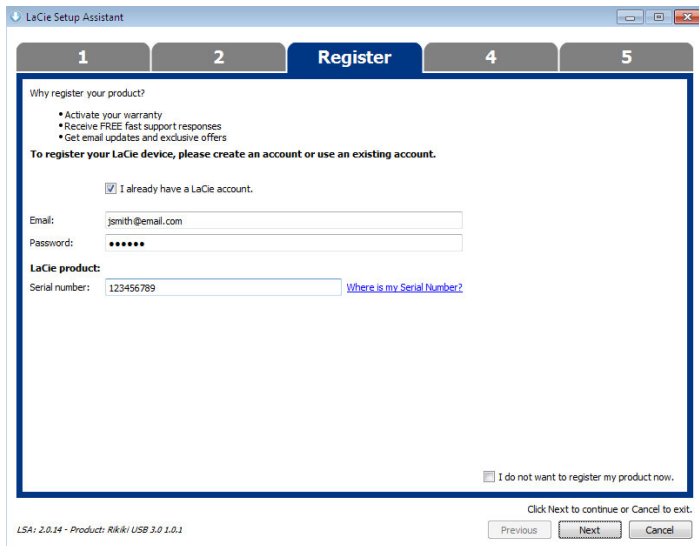 LaCie Setup Assistant
1 2 Register 4 5
Why register your product?
• Activate your warranty
• Receive FREE fast support responses
• Get email updates and exclusive offers
To register your LaCie device, please create an account or use an existing account.
I already have a LaCie account.
Email: jsmith@email.com
Password: ••••••
LaCie product:
Serial number: 123456789 Where is my Serial Number?
I do not want to register my product now.
Click Next to continue or Cancel to exit.
LSA: 2.0.14 - Product: Rikiki USB 3.0 1.0.1 Previous Next Cancel